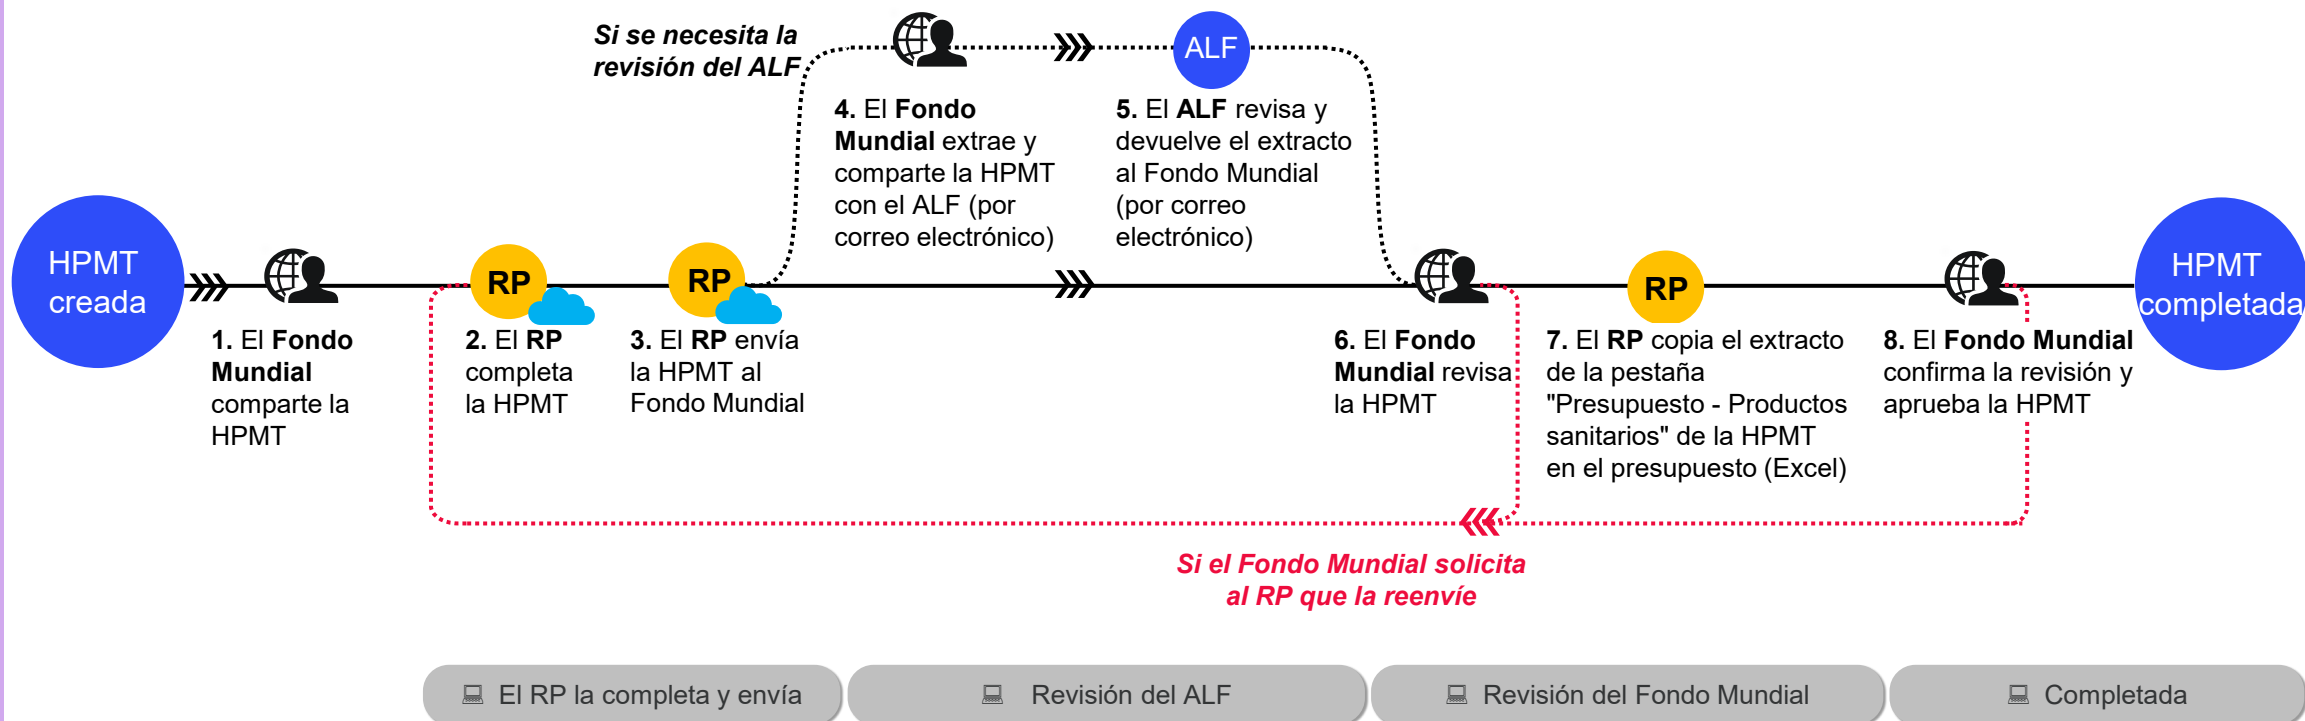 Si se necesita la
revisión del ALF
ALF
4. El Fondo
Mundial extrae y
comparte la HPMT
con el ALF (por
correo electrónico)
5. El ALF revisa y
devuelve el extracto
al Fondo Mundial
(por correo
electrónico)
HPMT
creada
RP
RP
RP
HPMT
completada
1. El Fondo
Mundial
comparte la
HPMT
2. El RP
completa
la HPMT
3. El RP envía
la HPMT al
Fondo Mundial
6. El Fondo
Mundial revisa
la HPMT
7. El RP copia el extracto
de la pestaña
"Presupuesto - Productos
sanitarios" de la HPMT
en el presupuesto (Excel)
8. El Fondo Mundial
confirma la revisión y
aprueba la HPMT
Si el Fondo Mundial solicita
al RP que la reenvíe
El RP la completa y envía
Revisión del ALF
Revisión del Fondo Mundial
Completada